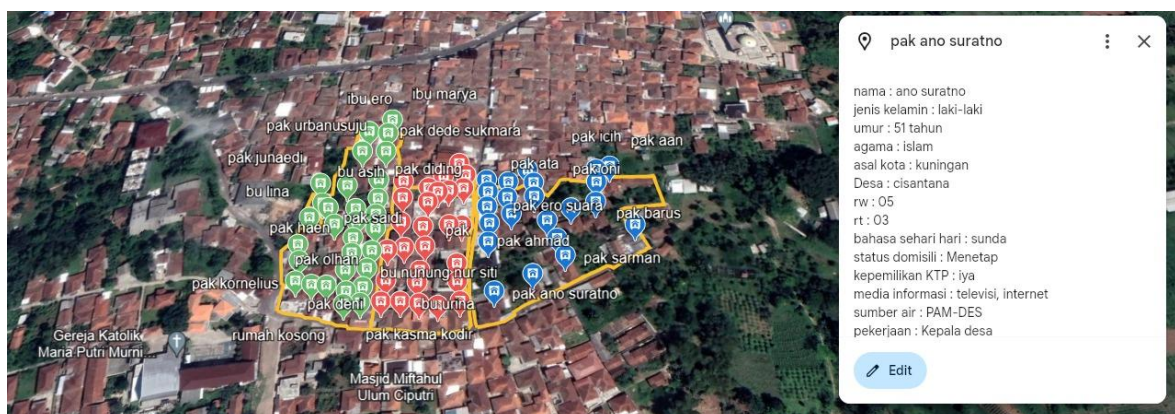 ibu ero
ibu marya
pak urbanusuju
pak dede sukmara
pak icih
pak aan
pak junaedi
bu asih
pak diding
pak ata
pak toni
bu lina
pak saidi
pak ero suara
pak barus
pak haen
pak
pak ahmad
pak olhan
pak sarman
bu nunung nur siti
pak kornelius
pak deni
bu urina
pak ano suratno
rumah kosong
pak kasma kodir
Gereja Katolik
Maria Putri Murni ...
Masjid Miftahul
Ulum Ciputri
pak ano suratno
nama : ano suratno
jenis kelamin : laki-laki
umur : 51 tahun
agama : islam
asal kota : kuningan
Desa : cisantana
rw : 05
rt : 03
bahasa sehari hari : sunda
status domisili : Menetap
kepemilikan KTP : iya
media informasi : televisi, internet
sumber air : PAM-DES
pekerjaan : Kepala desa
Edit